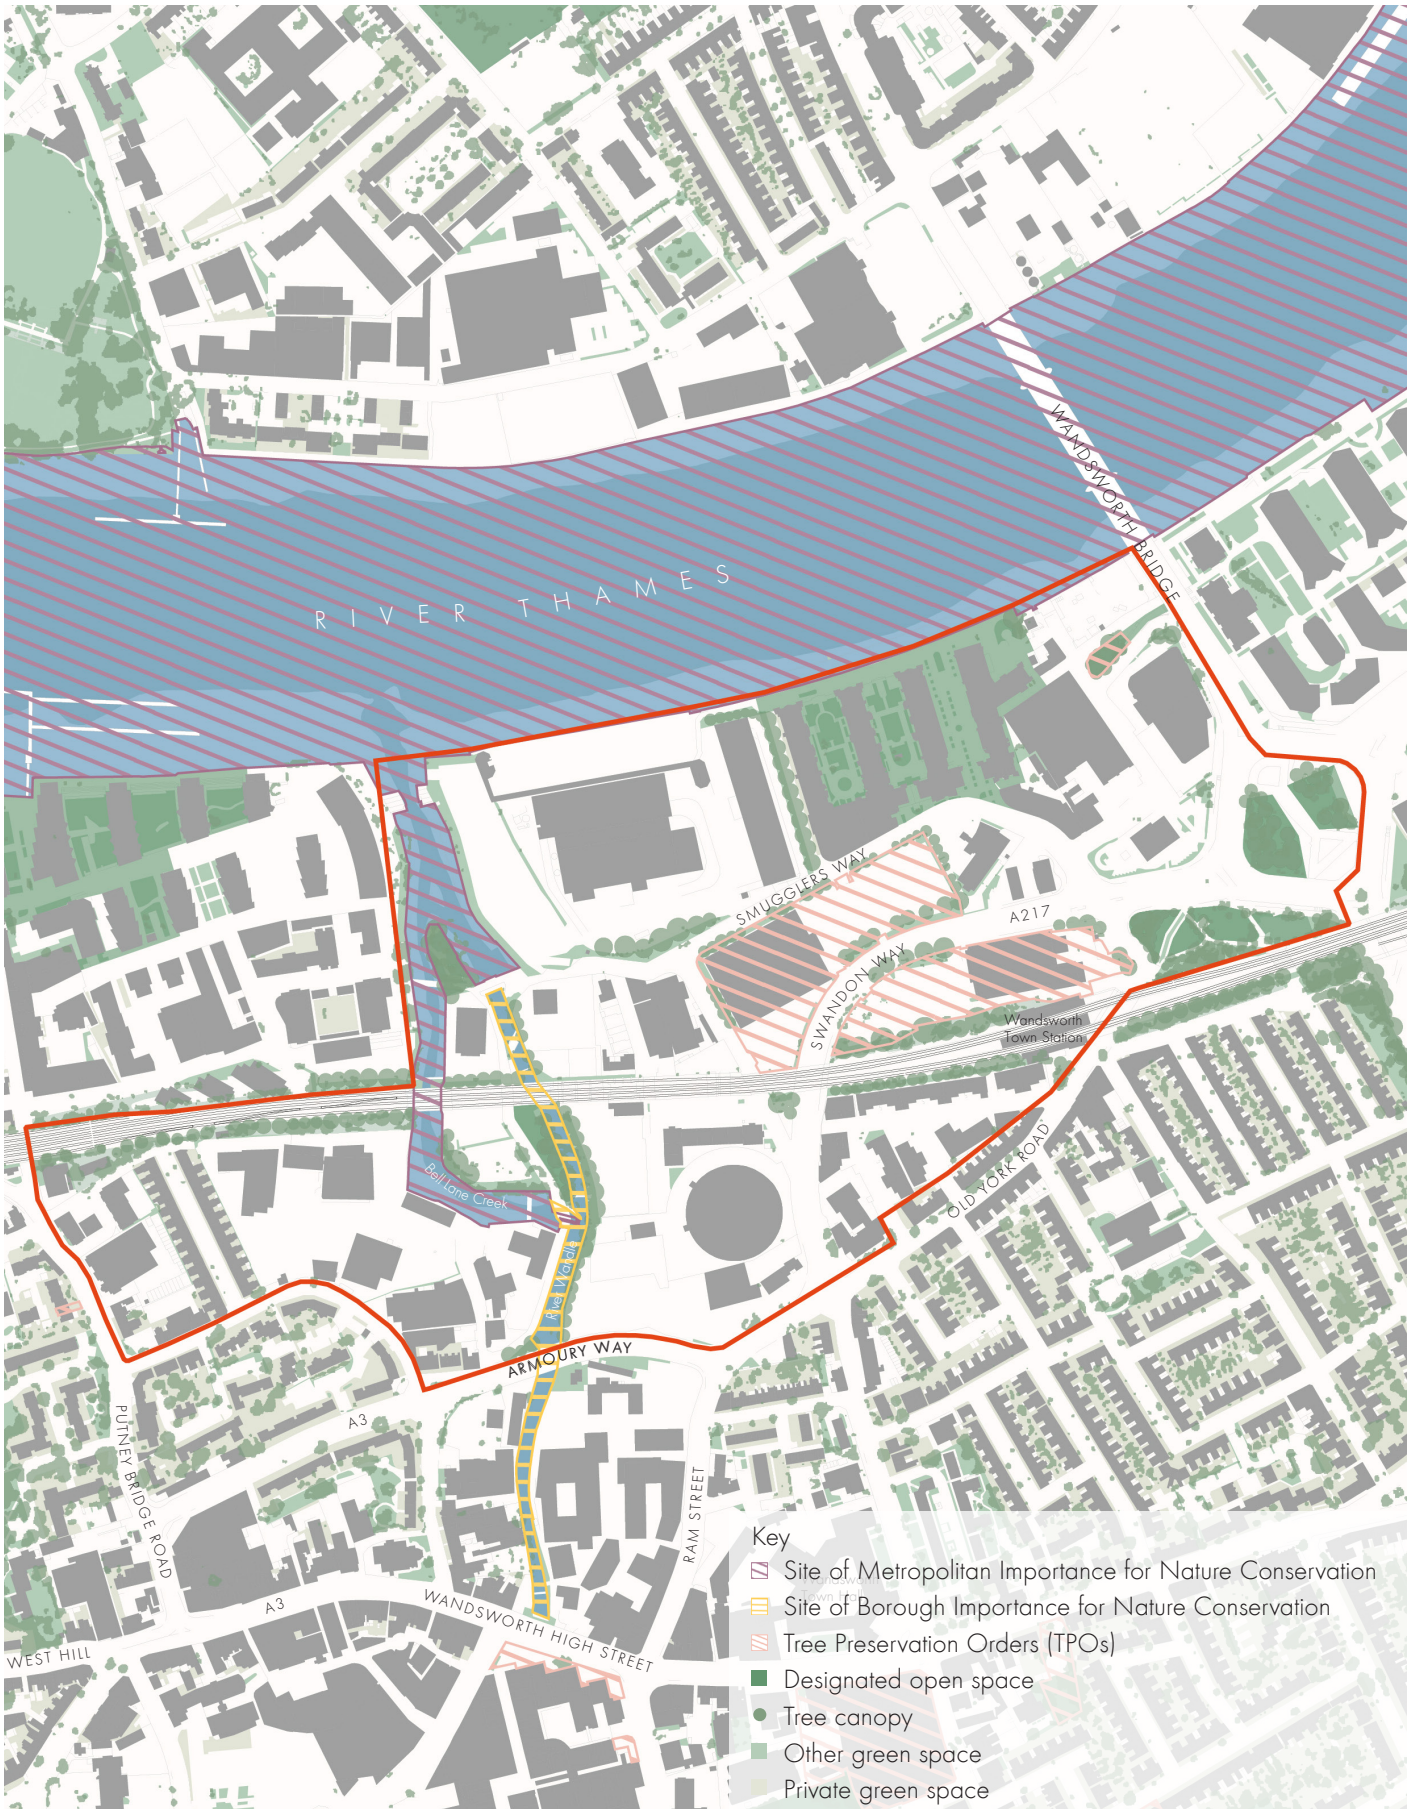 WANDSWORTH BRIDGE
RIVER THAMES
SMUGGLERS WAY
A217
SWANDON WAY
Wandsworth
Town Station
Bell Lane Creek
OLD YORK ROAD
River Wandle
ARMOURY WAY
A3
PUTNEY BRIDGE ROAD
RAM STREET
A3
WANDSWORTH HIGH STREET
WEST HILL
Key
Site of Metropolitan Importance for Nature Conservation
Wandsworth
Town Hall
Site of Borough Importance for Nature Conservation
Tree Preservation Orders (TPOs)
Designated open space
Tree canopy
Other green space
Private green space